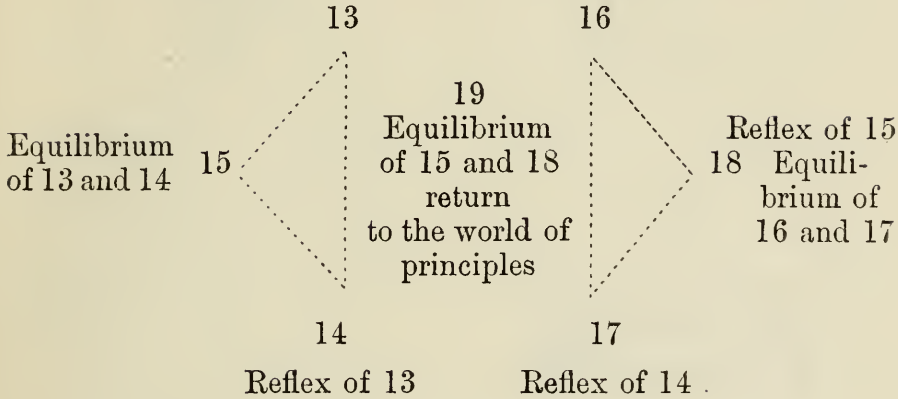 13
16
19
Equilibrium
of 15 and 18
return
to the world of
principles
Equilibrium
of 13 and 14
15
Reflex of 15
18 Equili-
brium of
16 and 17
14
17
Reflex of 13
Reflex of 14